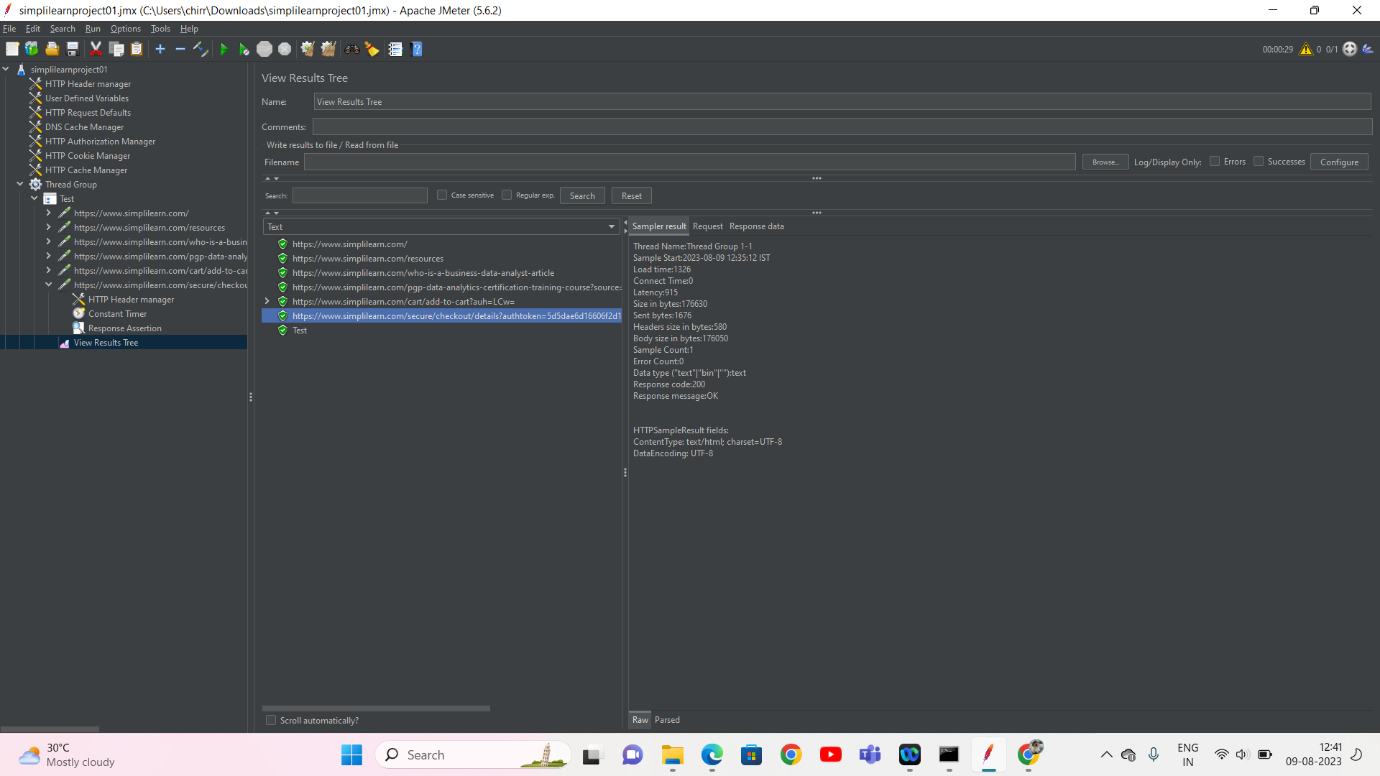 simplilearnproject01.jmx (C:\Users\chirr\Downloads\simplilearnproject01.jmx) - Apache JMeter (5.6.2)
File Edit Search Run Options Tools Help
00:00:29 0 0/1
simplilearnproject01
HTTP Header manager
User Defined Variables
HTTP Request Defaults
DNS Cache Manager
HTTP Authorization Manager
HTTP Cookie Manager
HTTP Cache Manager
Thread Group
Test
https://www.simplilearn.com/
https://www.simplilearn.com/resources
https://www.simplilearn.com/who-is-a-busin
https://www.simplilearn.com/pgp-data-analy
https://www.simplilearn.com/cart/add-to-car
https://www.simplilearn.com/secure/checkou
HTTP Header manager
Constant Timer
Response Assertion
View Results Tree
View Results Tree
Name: View Results Tree
Comments:
Write results to file / Read from file
Filename Browse... Log/Display Only: Errors Successes Configure
Search: Case sensitive Regular exp. Search Reset
Text
https://www.simplilearn.com/
https://www.simplilearn.com/resources
https://www.simplilearn.com/who-is-a-business-data-analyst-article
https://www.simplilearn.com/pgp-data-analytics-certification-training-course?source=
https://www.simplilearn.com/cart/add-to-cart?auh=LCw=
https://www.simplilearn.com/secure/checkout/details?authtoken=5d5dae6d16606f2d1
Test
Scroll automatically?
Sampler result Request Response data
Thread Name:Thread Group 1-1
Sample Start:2023-08-09 12:35:12 IST
Load time:1326
Connect Time:0
Latency:915
Size in bytes:176630
Sent bytes:1676
Headers size in bytes:580
Body size in bytes:176050
Sample Count:1
Error Count:0
Data type ("text"|"bin"|""):text
Response code:200
Response message:OK
HTTPSampleResult fields:
ContentType: text/html; charset=UTF-8
DataEncoding: UTF-8
Raw Parsed
30°C
Mostly cloudy
Search
ENG
IN
12:41
09-08-2023